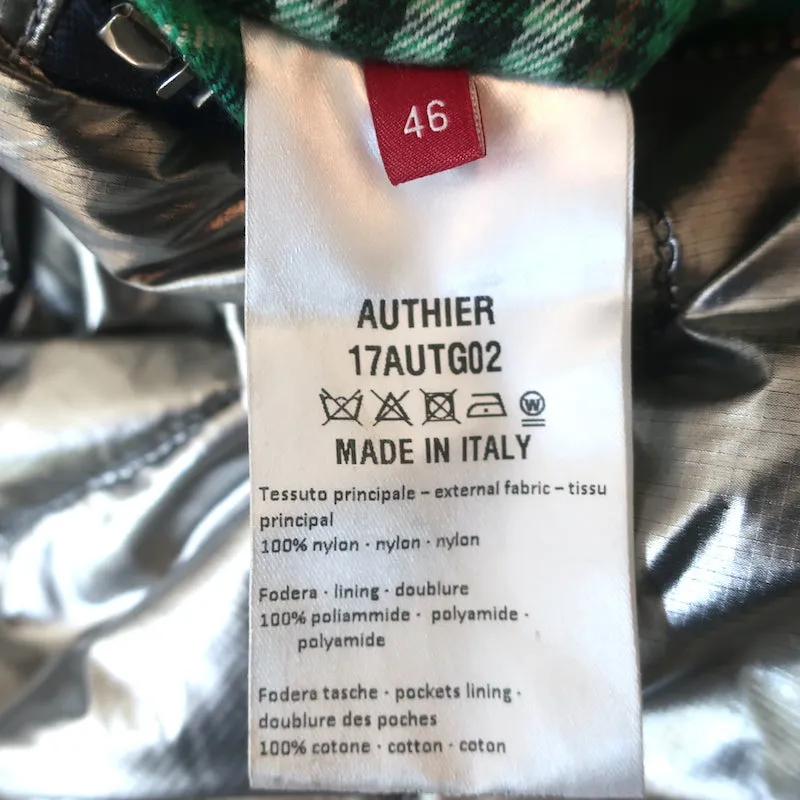 46
AUTHIER
17AUTG02
W
MADE IN ITALY
Tessuto principale – external fabric – tissu
principal
100% nylon · nylon · nylon
Fodera · lining · doublure
100% poliammide · polyamide ·
polyamide
Fodera tasche · pockets lining ·
doublure des poches
100% cotone · cotton · coton